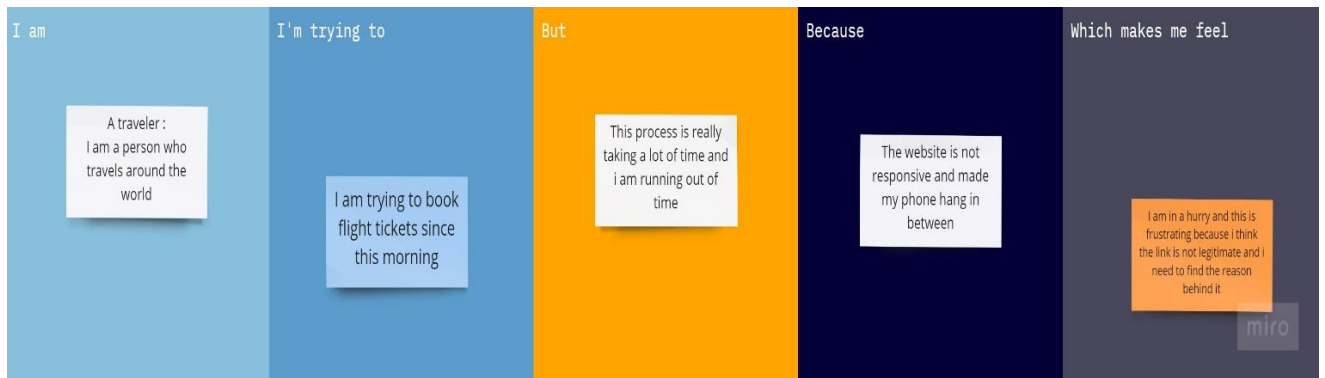 I am
A traveler :
I am a person who
travels around the
world
I'm trying to
I am trying to book
flight tickets since
this morning
But
This process is really
taking a lot of time and
i am running out of
time
Because
The website is not
responsive and made
my phone hang in
between
Which makes me feel
I am in a hurry and this is
frustrating because i think
the link is not legitimate and i
need to find the reason
behind it
miro